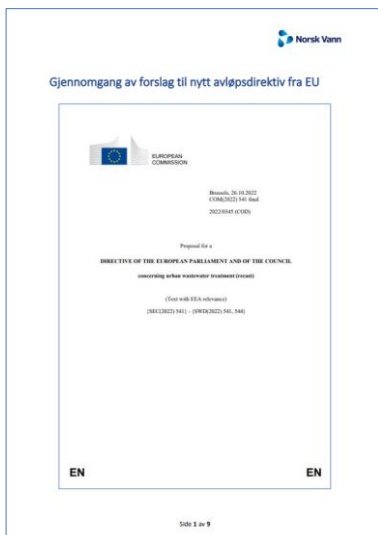 Norsk Vann
Gjennomgang av forslag til nytt avløpsdirektiv fra EU
EUROPEAN
COMMISSION
Brussels, 26.10.2022
COM(2022) 541 final
2022/0345 (COD)
Proposal for a
DIRECTIVE OF THE EUROPEAN PARLIAMENT AND OF THE COUNCIL
concerning urban wastewater treatment (recast)
(Text with EEA relevance)
{SEC(2022) 541} - {SWD(2022) 541, 544}
EN EN
Side 1 av 9